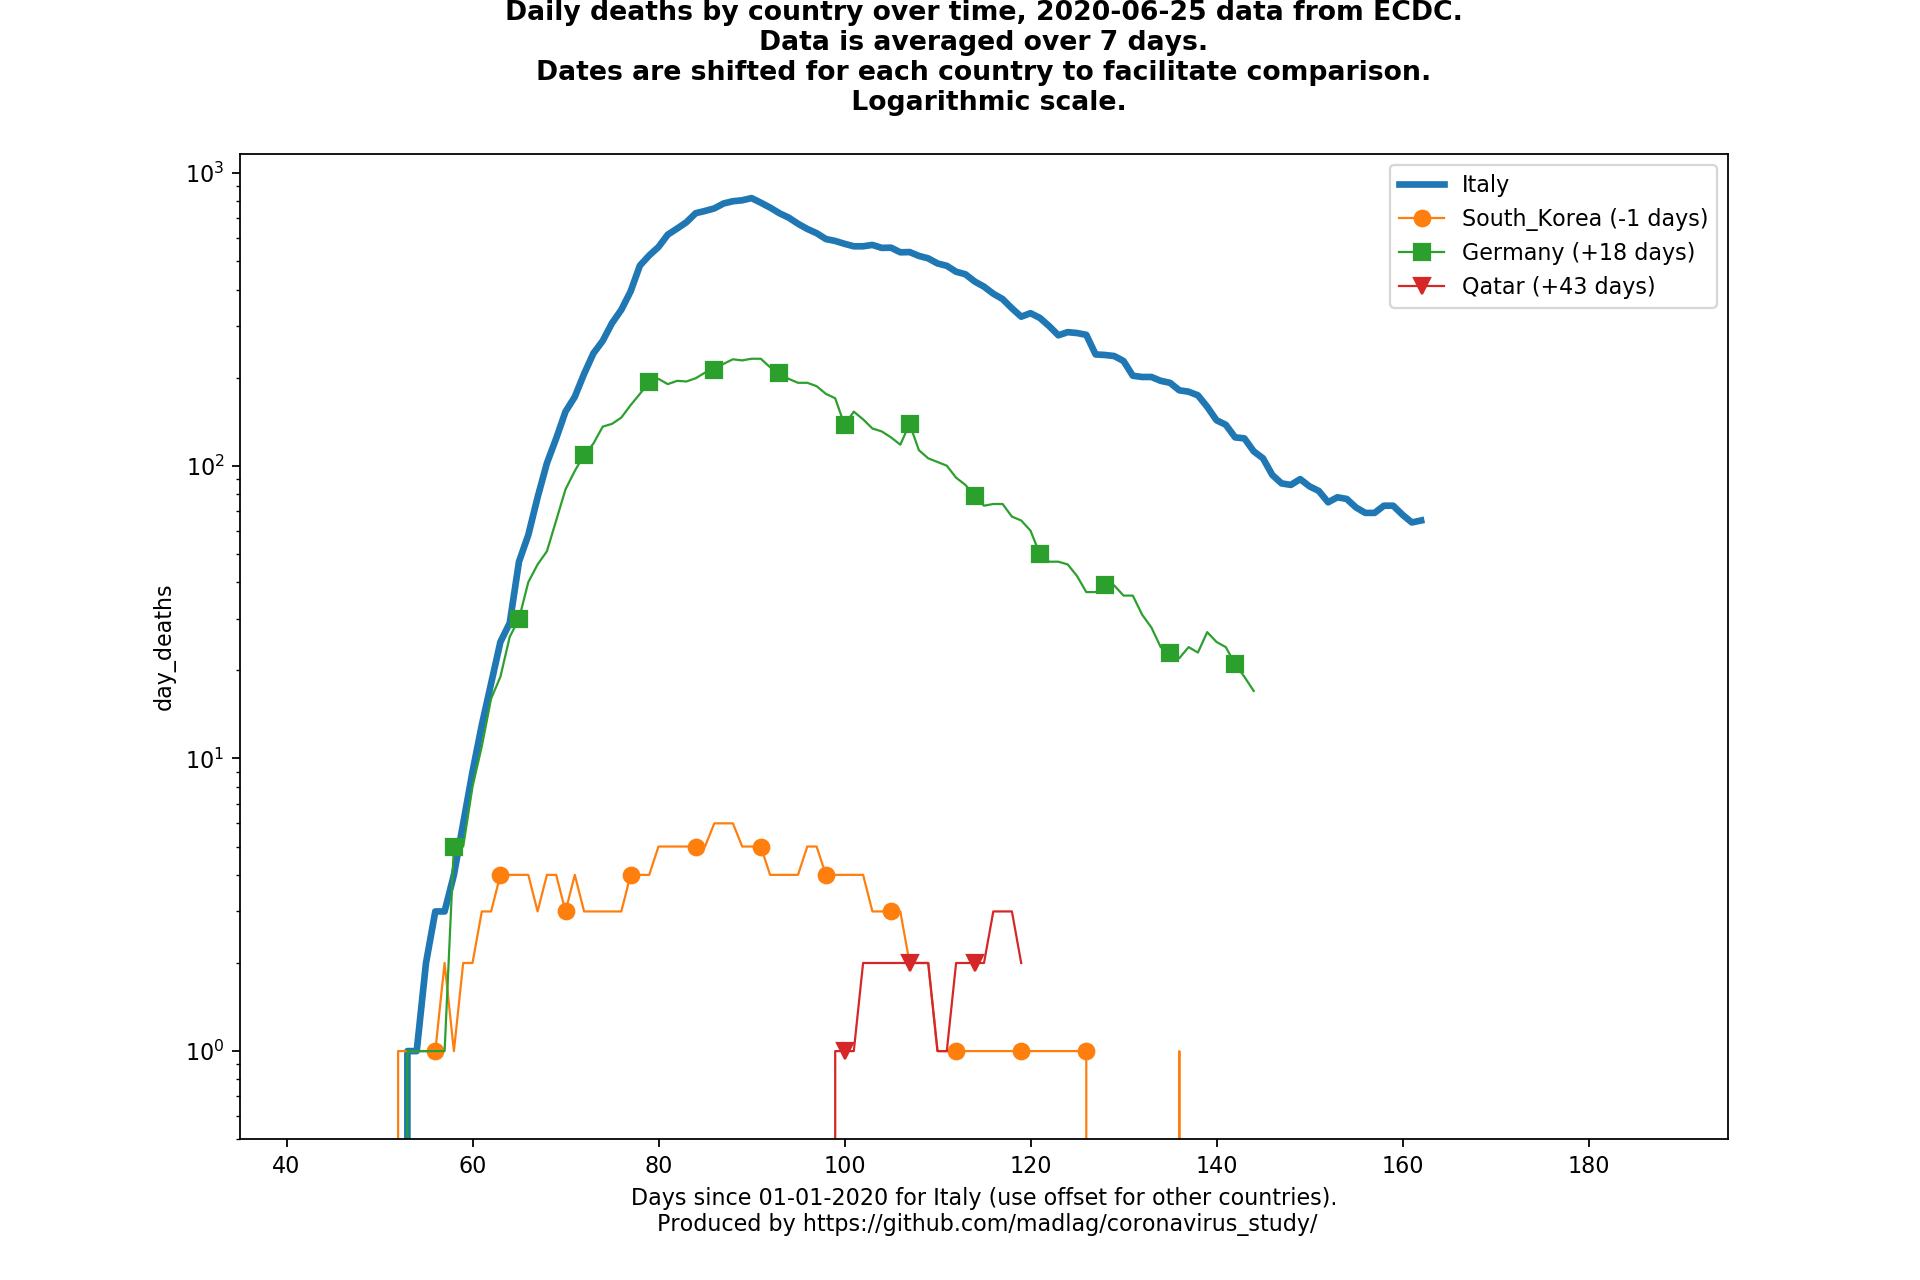 Daily deaths by country over time, 2020-06-25 data from ECDC.
Data is averaged over 7 days.
Dates are shifted for each country to facilitate comparison.
Logarithmic scale.
10³
10²
10¹
10⁰
day_deaths
Italy
South_Korea (-1 days)
Germany (+18 days)
Qatar (+43 days)
40 60 80 100 120 140 160 180
Days since 01-01-2020 for Italy (use offset for other countries).
Produced by https://github.com/madlag/coronavirus_study/